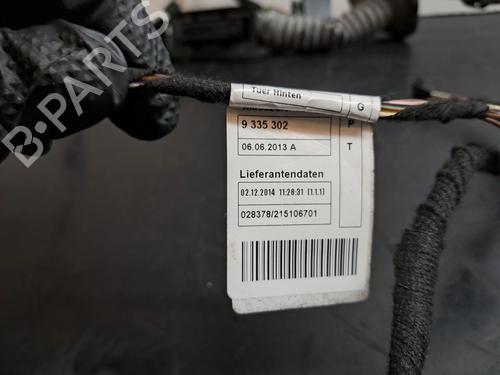 B-PARTS
Tuer Hinten
G
9 335 302
P
06.06.2013 A
T
Lieferantendaten
02.12.2014 11:28:31 (1.1.1)
028378/215106701